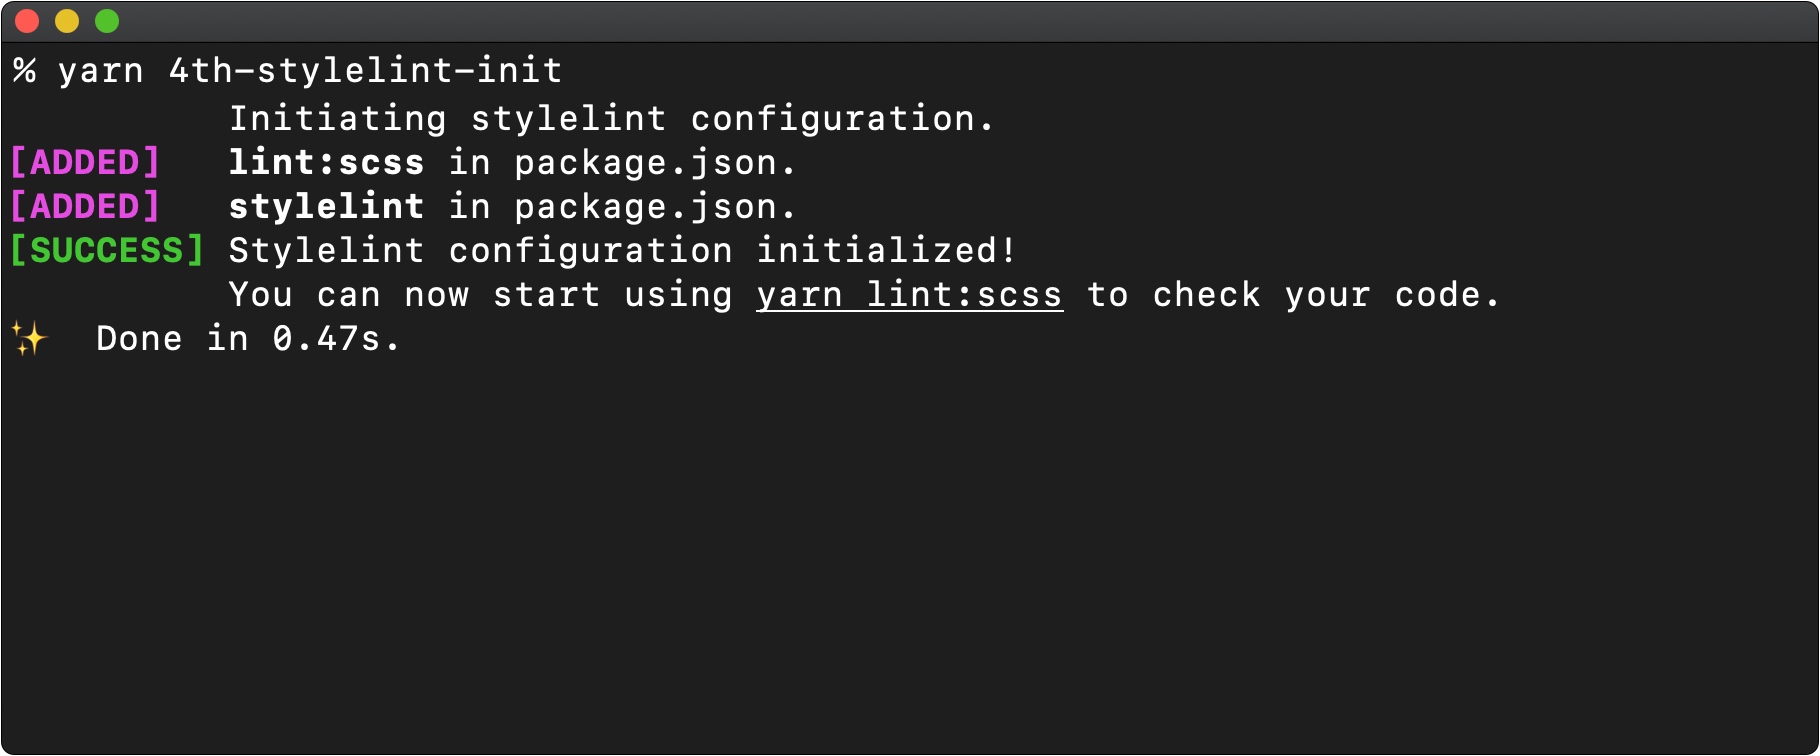 % yarn 4th-stylelint-init
Initiating stylelint configuration.
[ADDED] lint:scss in package.json.
[ADDED] stylelint in package.json.
[SUCCESS] Stylelint configuration initialized!
You can now start using yarn lint:scss to check your code.
✨ Done in 0.47s.